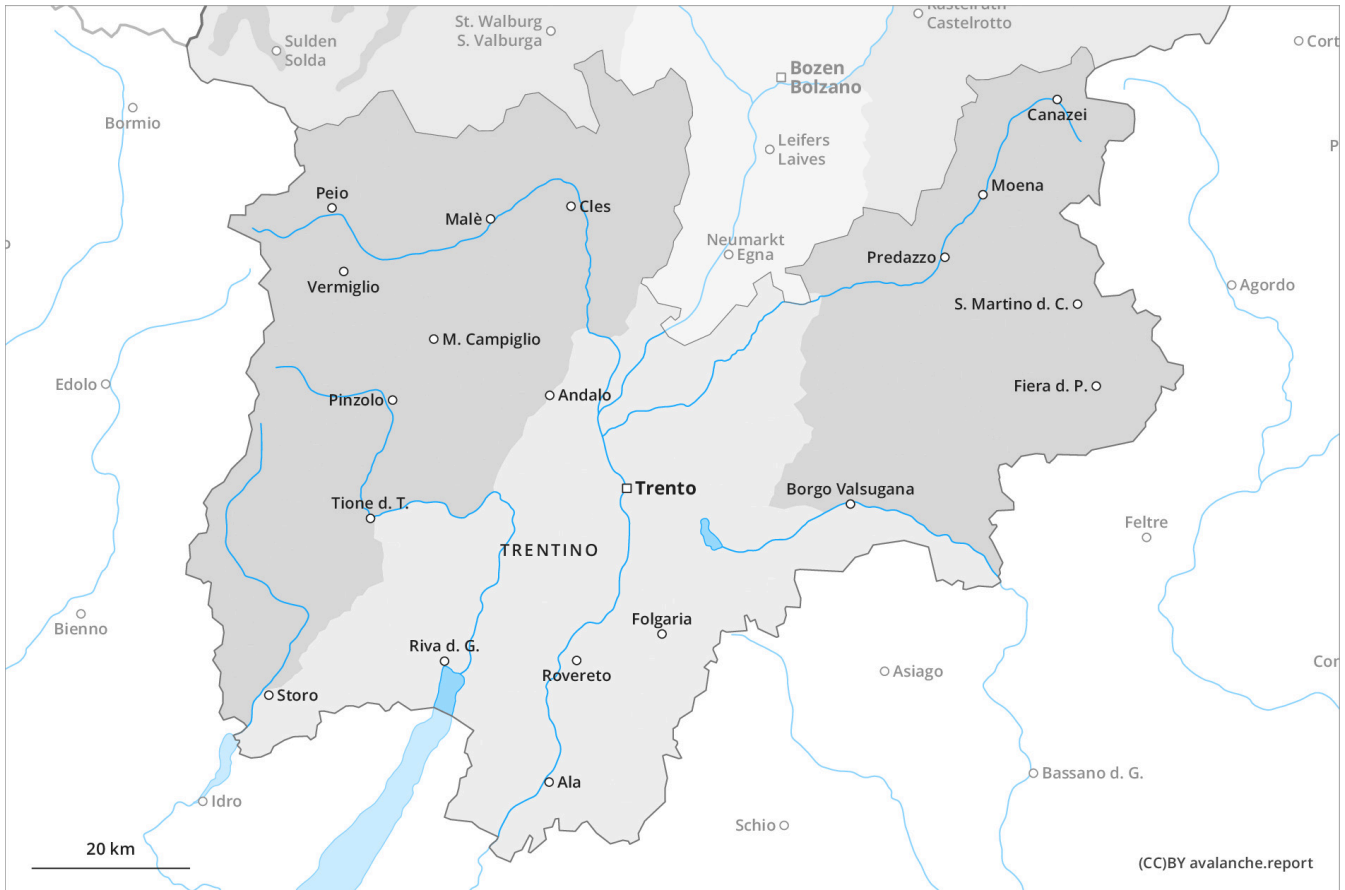 Kastelruth
Castelrotto
St. Walburg
S. Valburga
Sulden
Solda
Cort
Bozen
Bolzano
Bormio
Canazei
Leifers
Laives
P
Moena
Peio
Malè
Cles
Neumarkt
Egna
Predazzo
Vermiglio
Agordo
S. Martino d. C.
M. Campiglio
Edolo
Fiera d. P.
Andalo
Pinzolo
Trento
Borgo Valsugana
Tione d. T.
Feltre
TRENTINO
Bienno
Folgaria
Riva d. G.
Cor
Rovereto
Asiago
Storo
Bassano d. G.
Ala
Idro
Schio
20 km
(CC)BY avalanche.report